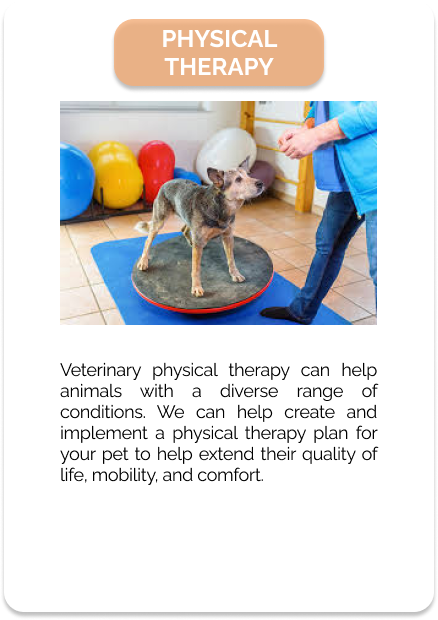 PHYSICAL
THERAPY
Veterinary physical therapy can help
animals with a diverse range of
conditions. We can help create and
implement a physical therapy plan for
your pet to help extend their quality of
life, mobility, and comfort.